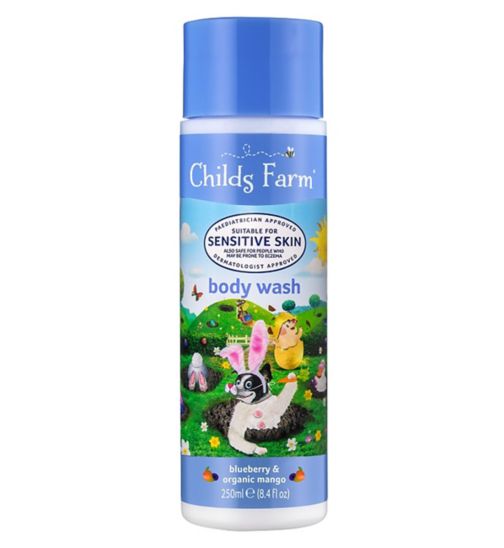 Childs Farm
PAEDIATRICIAN APPROVED
SUITABLE FOR
SENSITIVE SKIN
ALSO SAFE FOR PEOPLE WHO
MAY BE PRONE TO ECZEMA
DERMATOLOGIST APPROVED
body wash
blueberry &
organic mango
250ml ℮ (8.4 fl oz)